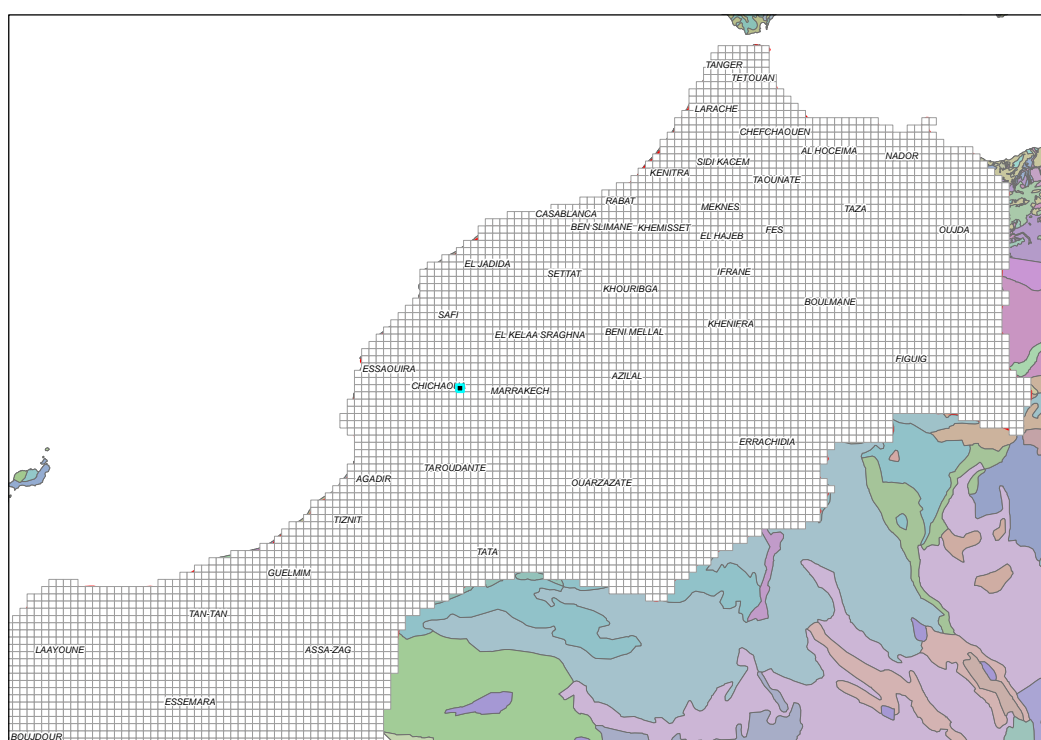 TANGER
TETOUAN
LARACHE
CHEFCHAOUEN
AL HOCEIMA
NADOR
SIDI KACEM
KENITRA
TAOUNATE
RABAT
MEKNES
TAZA
CASABLANCA
BEN SLIMANE
KHEMISSET
EL HAJEB
FES
OUJDA
EL JADIDA
SETTAT
IFRANE
KHOURIBGA
BOULMANE
SAFI
EL KELAA SRAGHNA
BENI MELLAL
KHENIFRA
FIGUIG
ESSAOUIRA
AZILAL
MARRAKECH
ERRACHIDIA
TAROUDANTE
AGADIR
OUARZAZATE
TIZNIT
TATA
GUELMIM
TAN-TAN
LAAYOUNE
ASSA-ZAG
ESSEMARA
BOUJDOUR